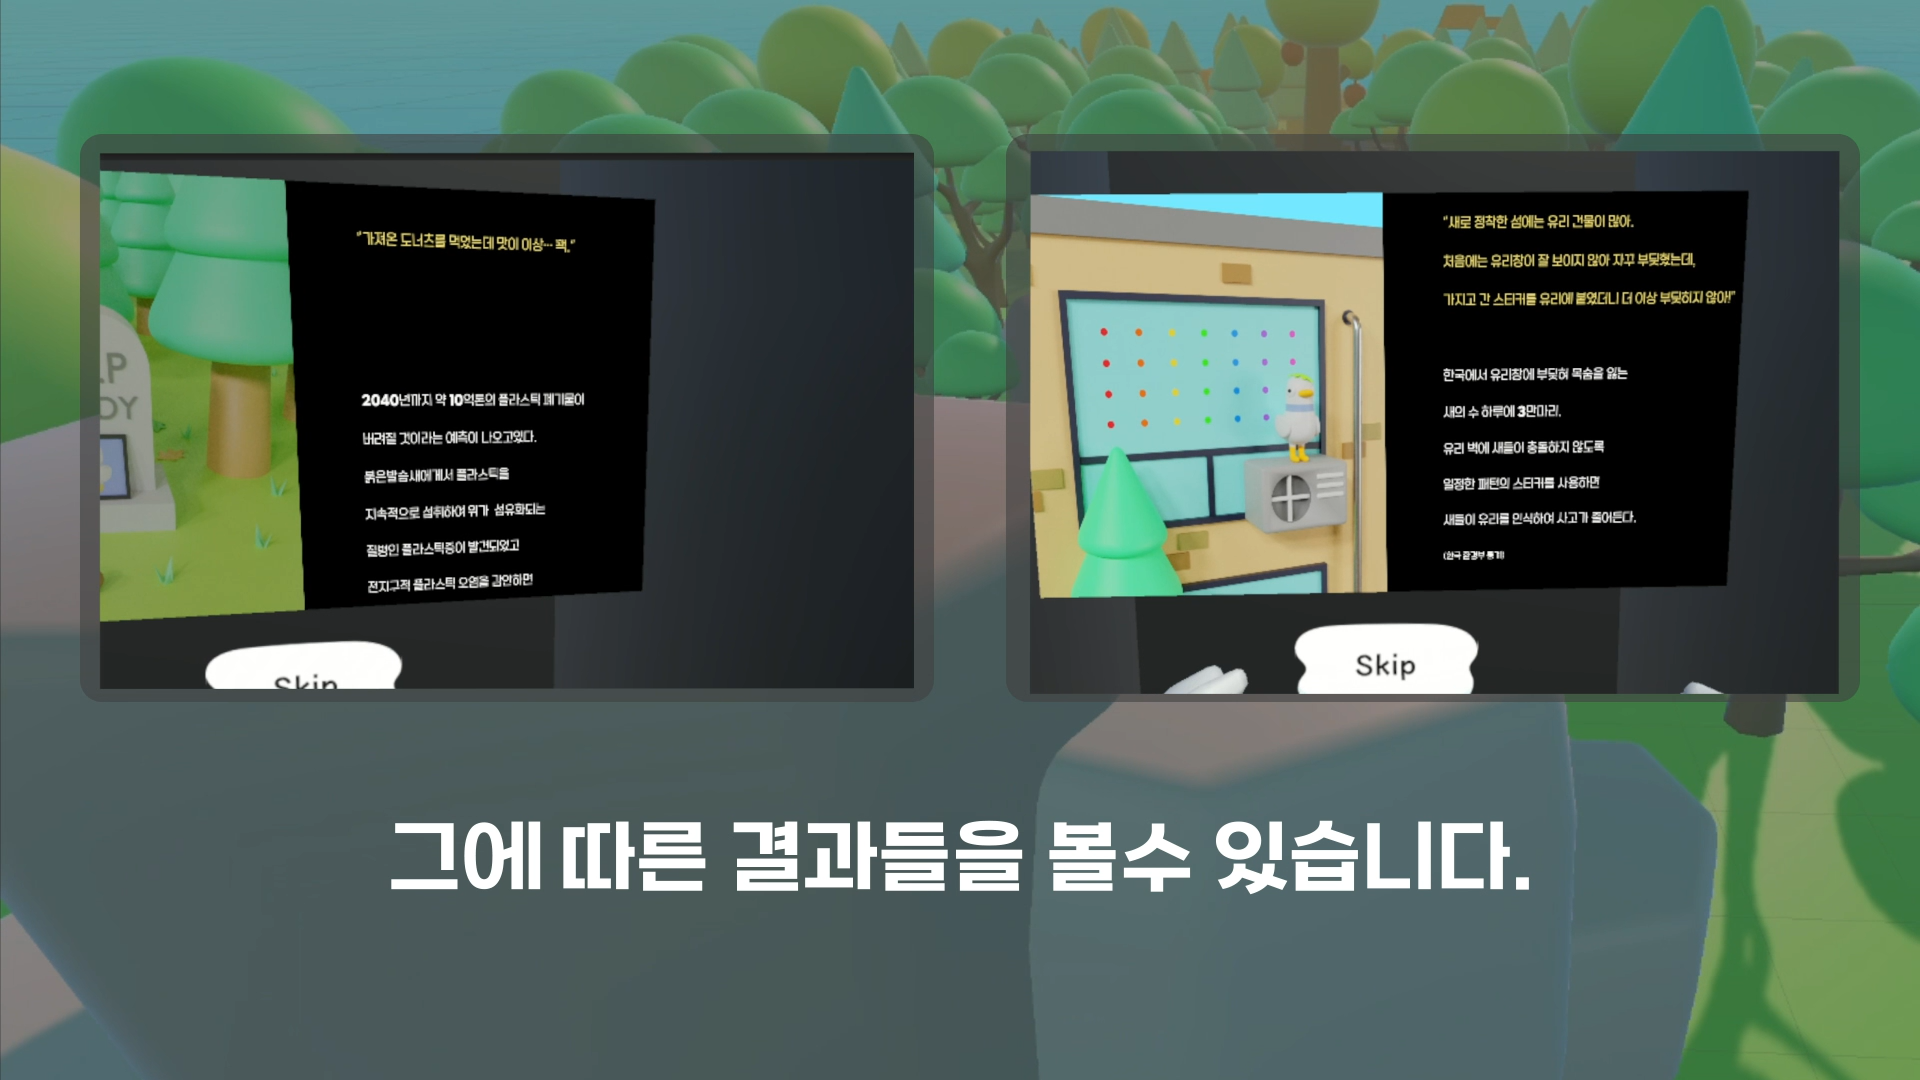 "가져온 도너츠를 먹었는데 맛이 이상… 꽥."
2040년까지 약 10억톤의 플라스틱 폐기물이
버려질 것이라는 예측이 나오고있다.
붉은발슴새에게서 플라스틱을
지속적으로 섭취하여 위가 섬유화되는
질병인 플라스틱증이 발견되었고
전지구적 플라스틱 오염을 감안하면
Skip
"새로 정착한 섬에는 유리 건물이 많아.
처음에는 유리창이 잘 보이지 않아 자꾸 부딪혔는데,
가지고 간 스티커를 유리에 붙였더니 더 이상 부딪히지 않아!"
한국에서 유리창에 부딪혀 목숨을 잃는
새의 수 하루에 3만마리.
유리 벽에 새들이 충돌하지 않도록
일정한 패턴의 스티커를 사용하면
새들이 유리를 인식하여 사고가 줄어든다.
(한국 환경부 통계)
Skip
그에 따른 결과들을 볼수 있습니다.